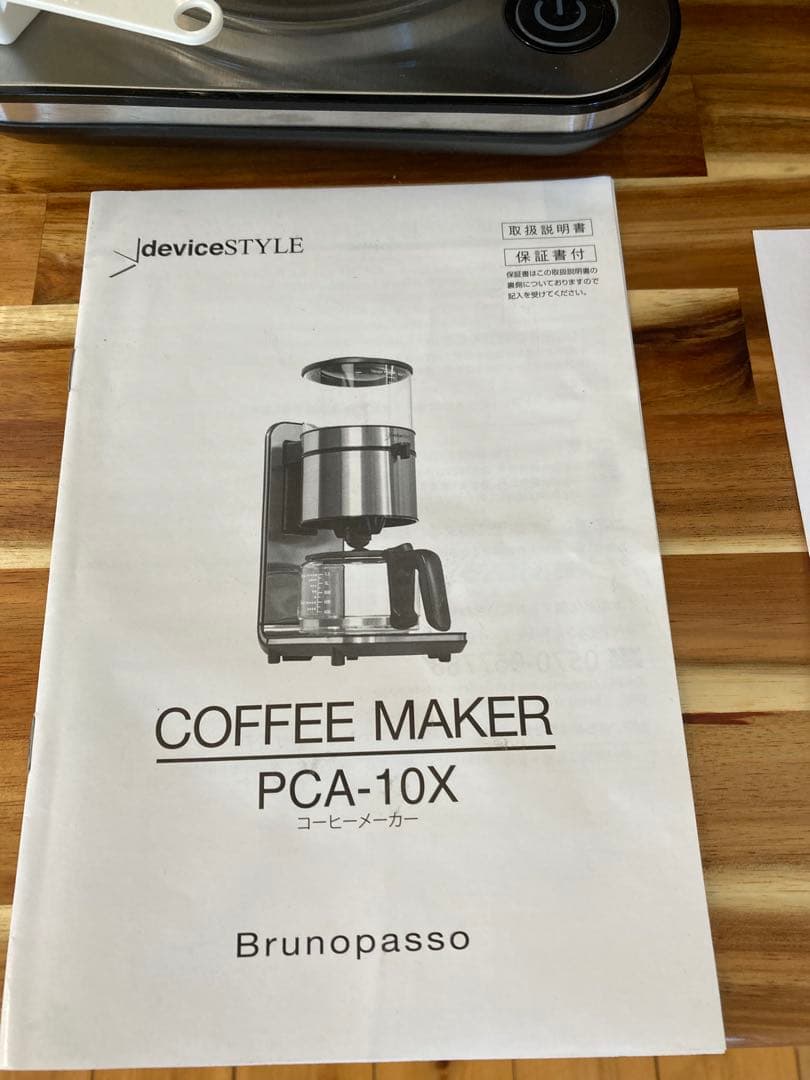 deviceSTYLE
取扱説明書
保証書付
保証書はこの取扱説明書の
裏側についておりますので
記入を受けてください。
COFFEE MAKER
PCA-10X
コーヒーメーカー
Brunopasso